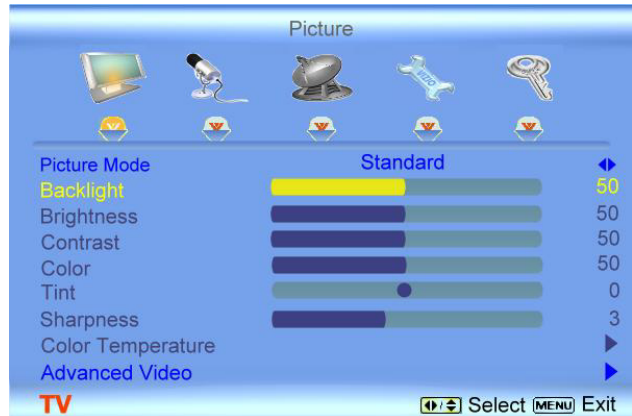 Picture
VIZIO
Picture Mode Standard
Backlight 50
Brightness 50
Contrast 50
Color 50
Tint 0
Sharpness 3
Color Temperature
Advanced Video
TV Select MENU Exit